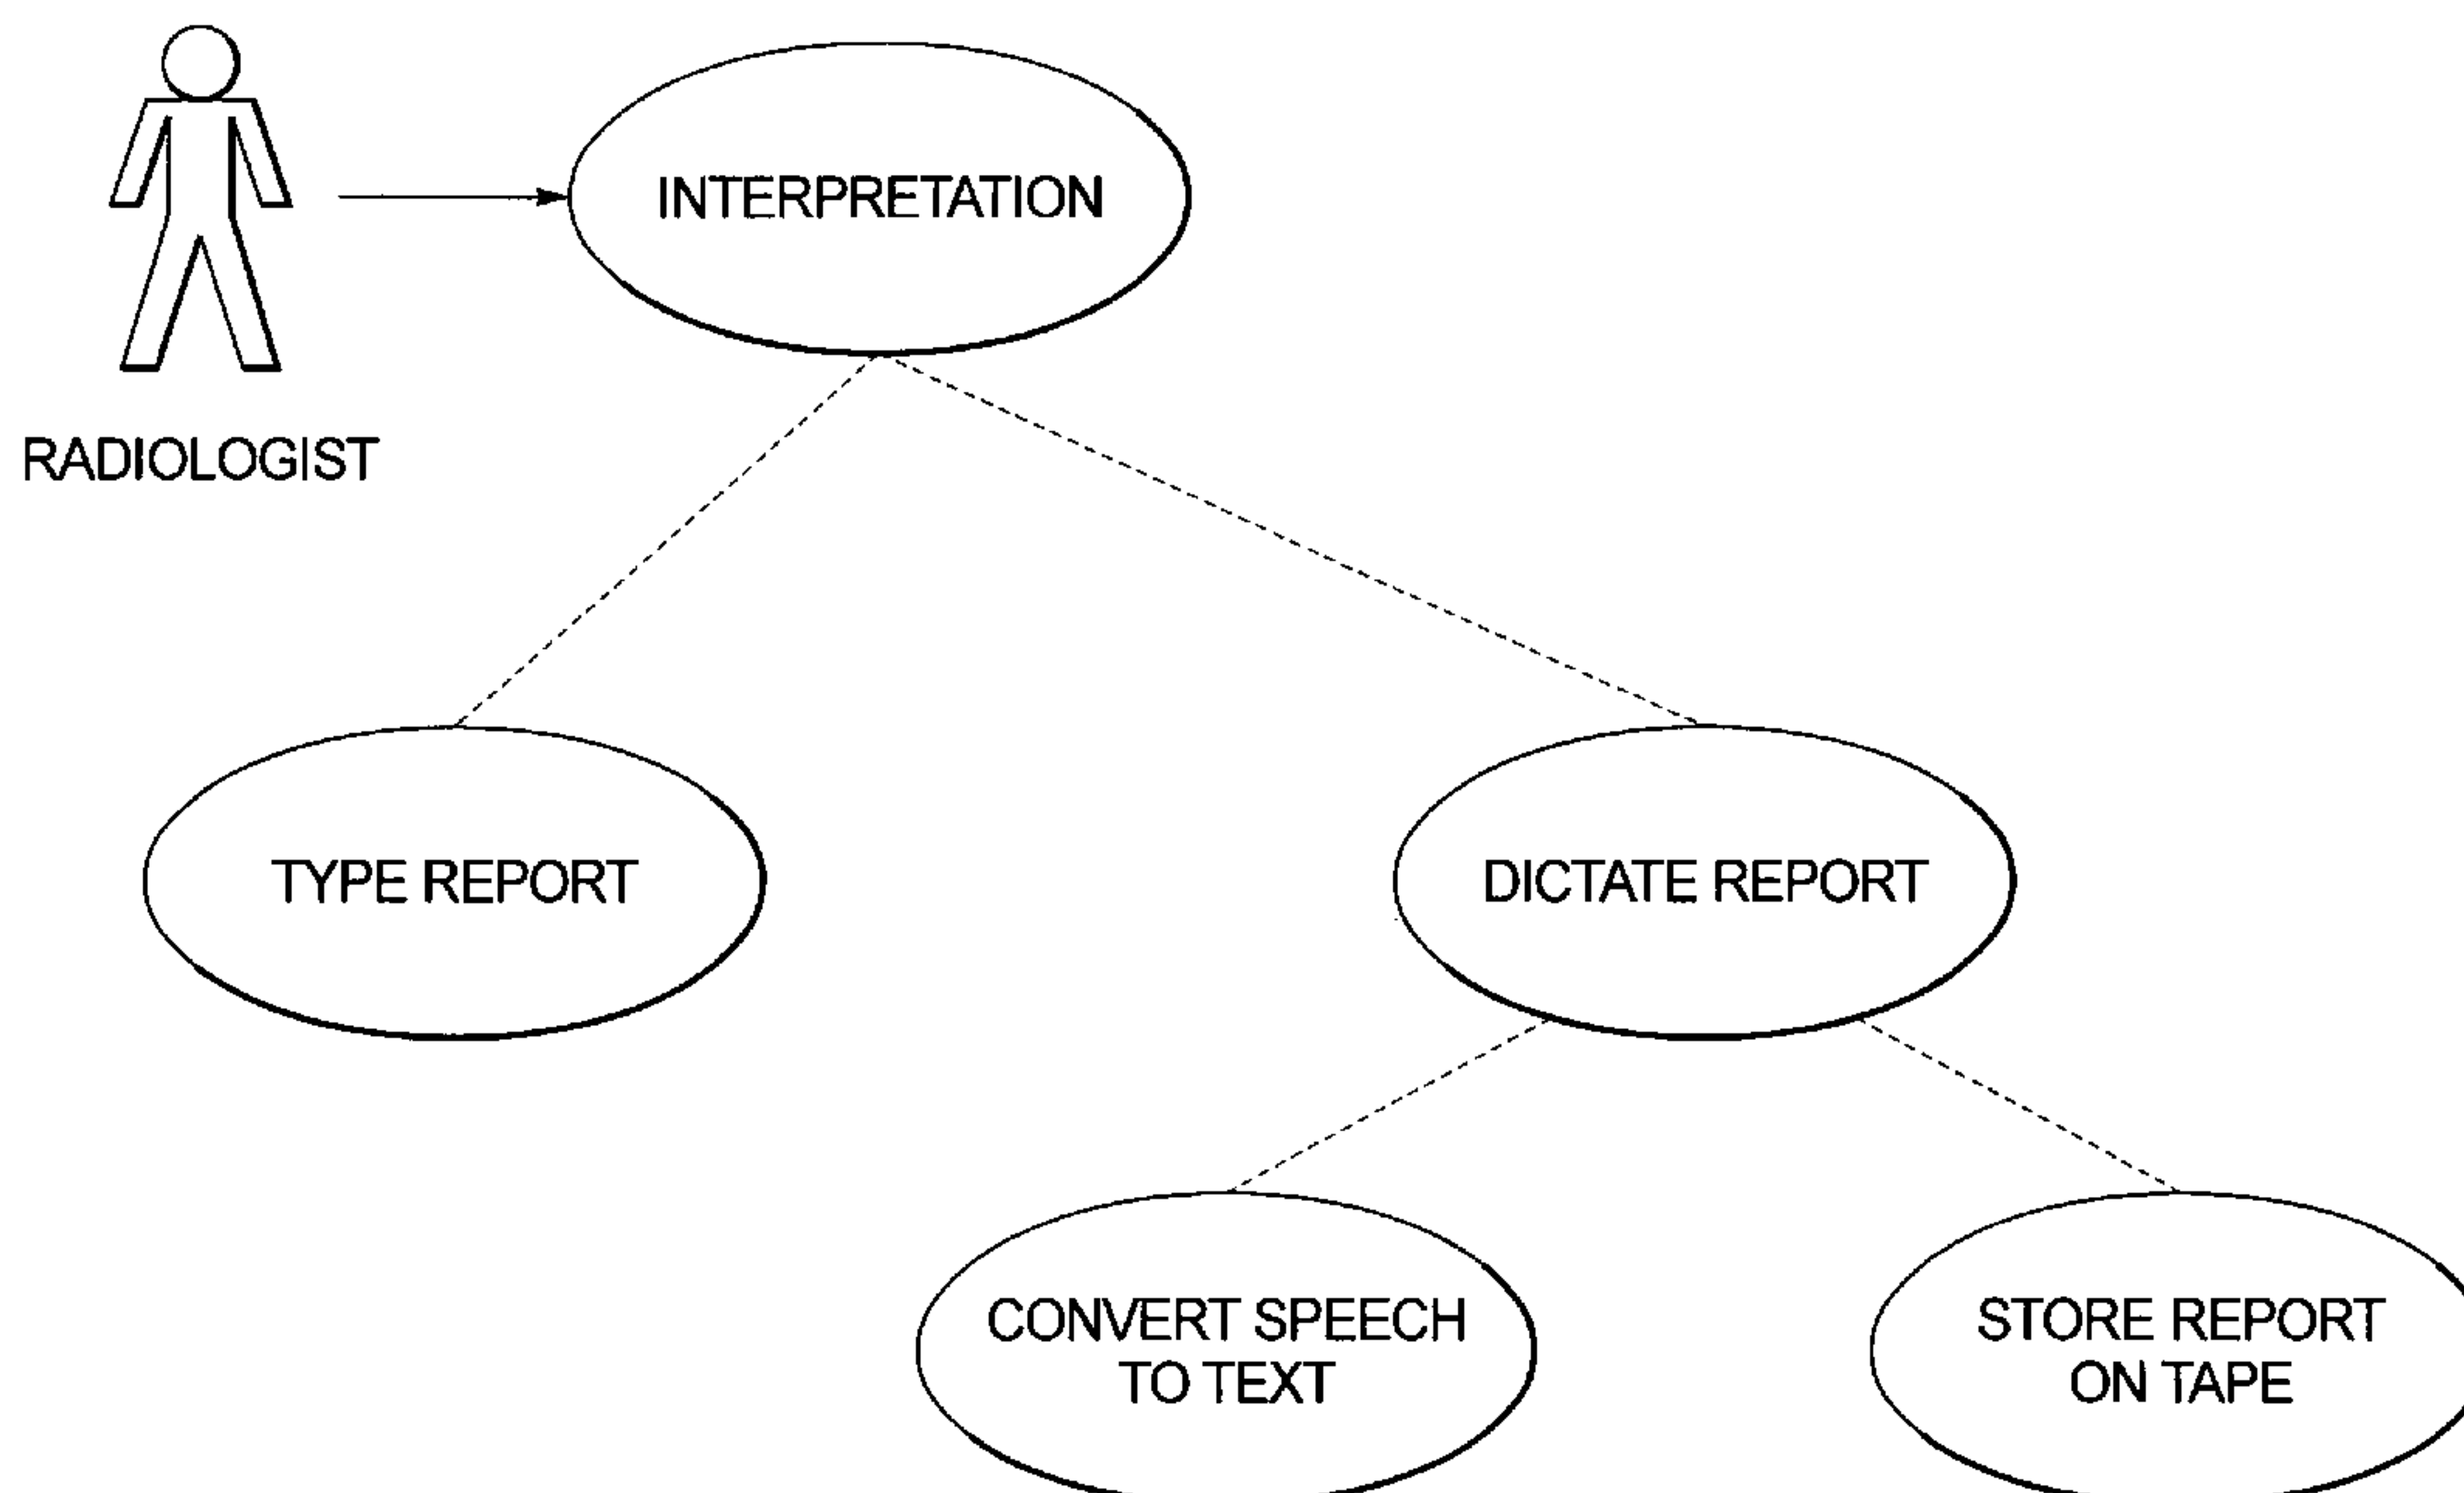 INTERPRETATION
RADIOLOGIST
TYPE REPORT
DICTATE REPORT
CONVERT SPEECH
TO TEXT
STORE REPORT
ON TAPE